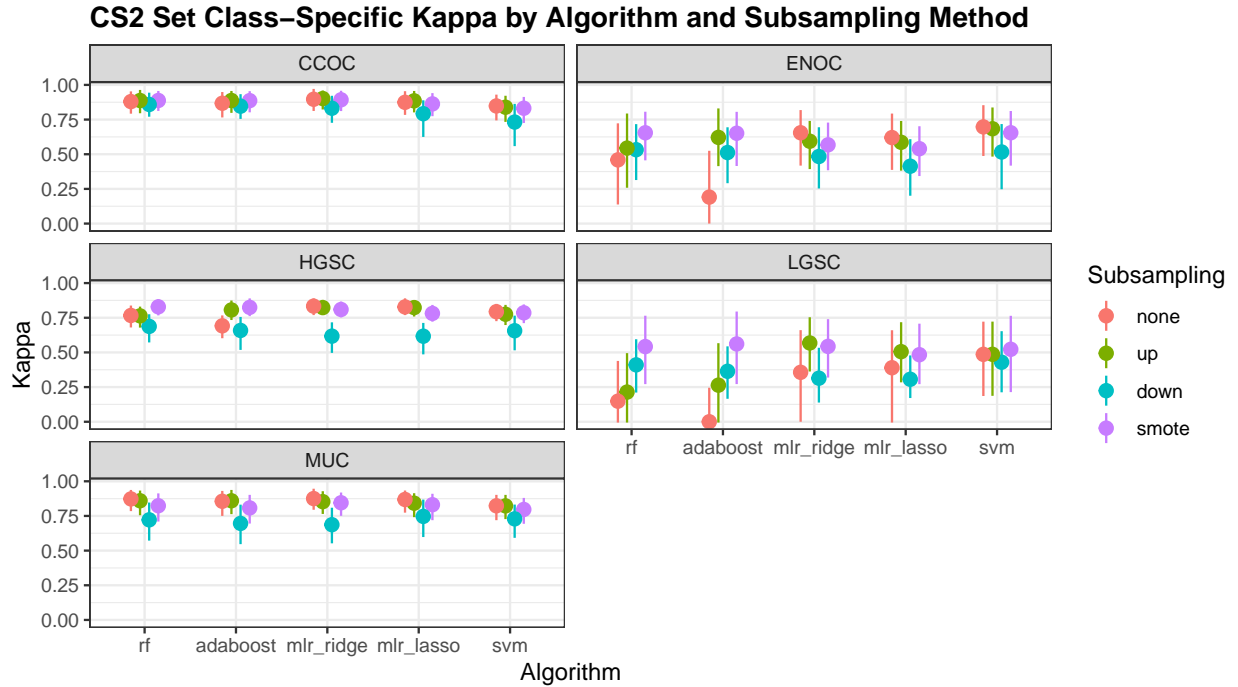 CS2 Set Class−Specific Kappa by Algorithm and Subsampling Method
CCOC
ENOC
1.00
0.75
0.50
0.25
0.00
HGSC
LGSC
1.00
0.75
0.50
0.25
0.00
rf adaboost mlr_ridge mlr_lasso svm
MUC
1.00
0.75
0.50
0.25
0.00
rf adaboost mlr_ridge mlr_lasso svm
Kappa
Algorithm
Subsampling
none
up
down
smote